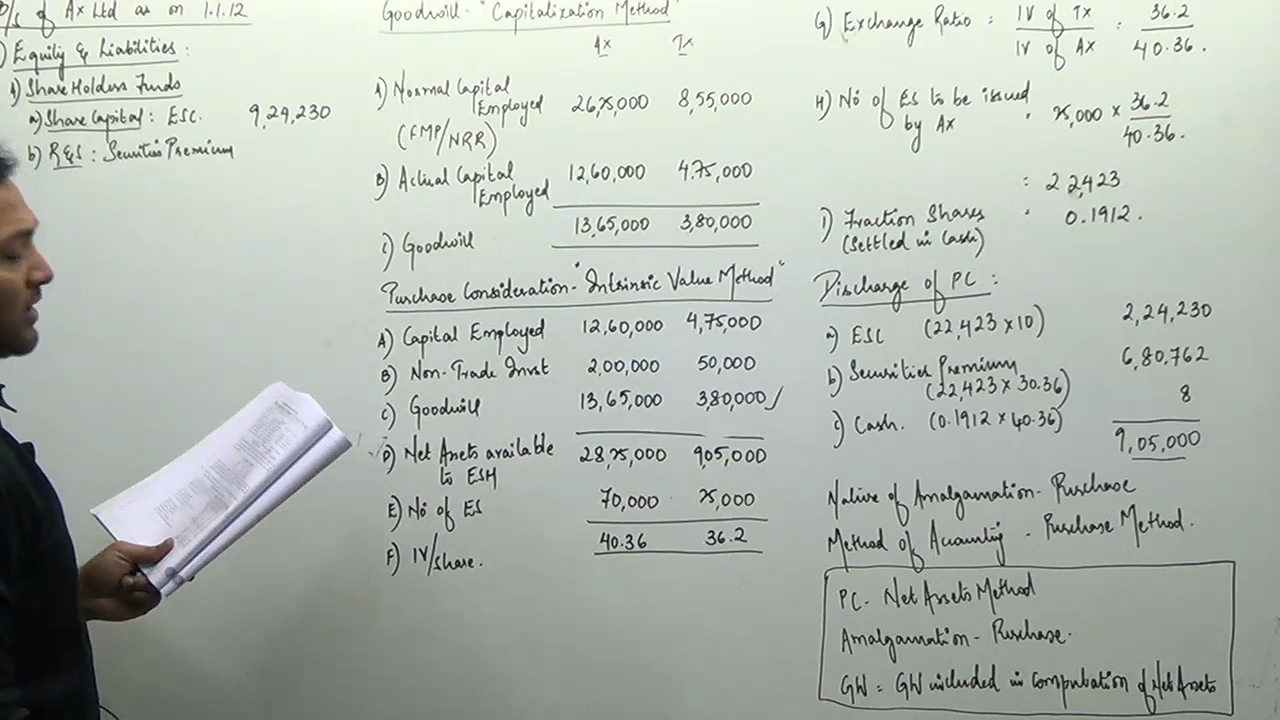 B/s of Ax Ltd as on 1.1.12
Equity & Liabilities :
1) Share Holders Funds
a) Share Capital : ESC. 9,24,230
b) R&S : Securities Premium
Goodwill - "Capitalization Method"
Ax Tx
A) Normal Capital
Employed 26,25,000 8,55,000
(FMP/NRR)
B) Actual Capital
Employed 12,60,000 4,75,000
C) Goodwill 13,65,000 3,80,000
Purchase Consideration - "Intrinsic Value Method"
A) Capital Employed 12,60,000 4,75,000
B) Non-Trade Invst 2,00,000 50,000
C) Goodwill 13,65,000 3,80,000
D) Net Assets available
to ESH 28,25,000 905,000
E) No of ES 70,000 25,000
F) IV/share. 40.36 36.2
G) Exchange Ratio : IV of Tx : 36.2
IV of Ax 40.36.
H) No of ES to be issued
by Ax : 25,000 × 36.2
40.36.
: 22,423
I) Fraction Shares : 0.1912.
(Settled in Cash)
Discharge of PC :
a) ESC (22,423 × 10) 2,24,230
b) Securities Premium 6,80,762
(22,423 × 30.36)
c) Cash. (0.1912 × 40.36) 8
9,05,000
Nature of Amalgamation - Purchase
Method of Accounting - Purchase Method.
PC - Net Assets Method
Amalgamation - Purchase.
GW = GW included in computation of Net Assets